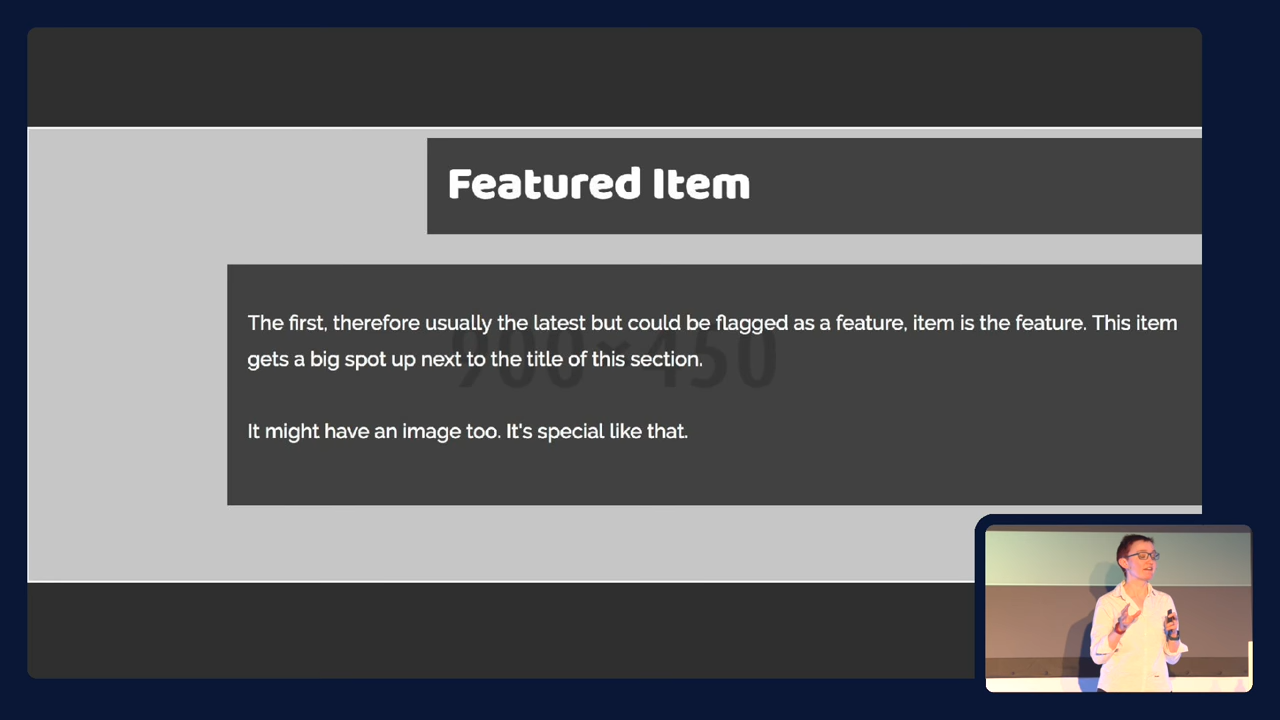 Featured Item
The first, therefore usually the latest but could be flagged as a feature, item is the feature. This item
900×450
gets a big spot up next to the title of this section.
It might have an image too. It's special like that.